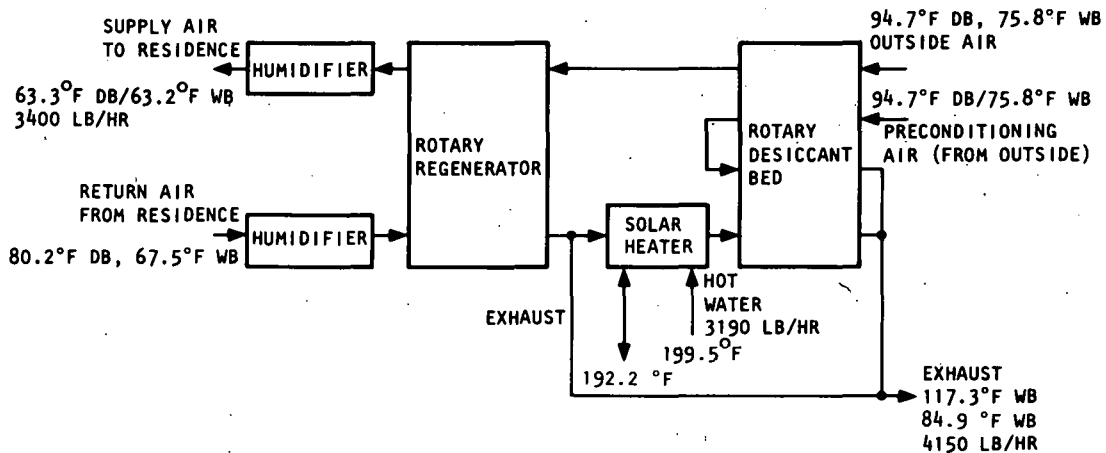 SUPPLY AIR
TO RESIDENCE
HUMIDIFIER
63.3°F DB/63.2°F WB
3400 LB/HR
RETURN AIR
FROM RESIDENCE
HUMIDIFIER
80.2°F DB, 67.5°F WB
ROTARY
REGENERATOR
SOLAR
HEATER
EXHAUST
HOT
WATER
3190 LB/HR
199.5°F
192.2 °F
ROTARY
DESICCANT
BED
94.7°F DB, 75.8°F WB
OUTSIDE AIR
94.7°F DB/75.8°F WB
PRECONDITIONING
AIR (FROM OUTSIDE)
EXHAUST
117.3°F WB
84.9 °F WB
4150 LB/HR